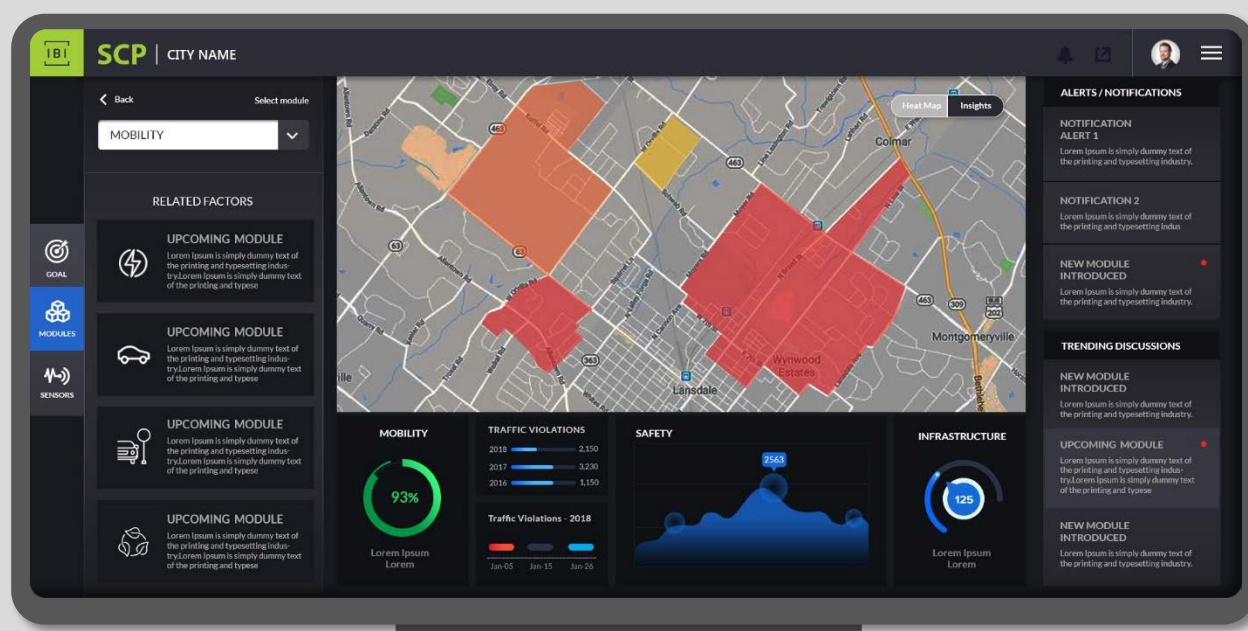 IBI
SCP | CITY NAME
Back
Select module
MOBILITY
RELATED FACTORS
UPCOMING MODULE
Lorem Ipsum is simply dummy text of
the printing and typesetting indus-
try.Lorem Ipsum is simply dummy text
of the printing and typese
UPCOMING MODULE
Lorem Ipsum is simply dummy text of
the printing and typesetting indus-
try.Lorem Ipsum is simply dummy text
of the printing and typese
UPCOMING MODULE
Lorem Ipsum is simply dummy text of
the printing and typesetting indus-
try.Lorem Ipsum is simply dummy text
of the printing and typese
UPCOMING MODULE
Lorem Ipsum is simply dummy text of
the printing and typesetting indus-
try.Lorem Ipsum is simply dummy text
of the printing and typese
GOAL
MODULES
SENSORS
Heat Map
Insights
Colmar
463
463
63
63
463
309
BUS
202
363
Montgomeryville
Wynwood
Estates
Lansdale
MOBILITY
93%
Lorem Ipsum
Lorem
TRAFFIC VIOLATIONS
2018 2,150
2017 3,230
2016 1,150
Traffic Violations - 2018
Jan-05 Jan-15 Jan-26
SAFETY
2563
INFRASTRUCTURE
125
Lorem Ipsum
Lorem
ALERTS / NOTIFICATIONS
NOTIFICATION
ALERT 1
Lorem Ipsum is simply dummy text of
the printing and typesetting industry.
NOTIFICATION 2
Lorem Ipsum is simply dummy text of
the printing and typesetting indus
NEW MODULE
INTRODUCED
Lorem Ipsum is simply dummy text of
the printing and typesetting industry.
TRENDING DISCUSSIONS
NEW MODULE
INTRODUCED
Lorem Ipsum is simply dummy text of
the printing and typesetting industry.
UPCOMING MODULE
Lorem Ipsum is simply dummy text of
the printing and typesetting indus-
try.Lorem Ipsum is simply dummy text
of the printing and typese
NEW MODULE
INTRODUCED
Lorem Ipsum is simply dummy text of
the printing and typesetting industry.